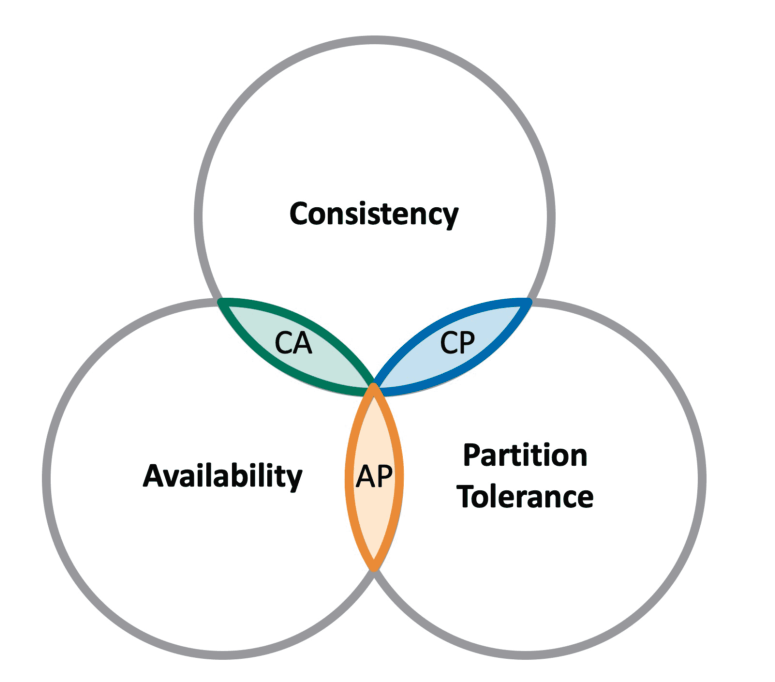 Consistency
CA
CP
Availability
AP
Partition
Tolerance